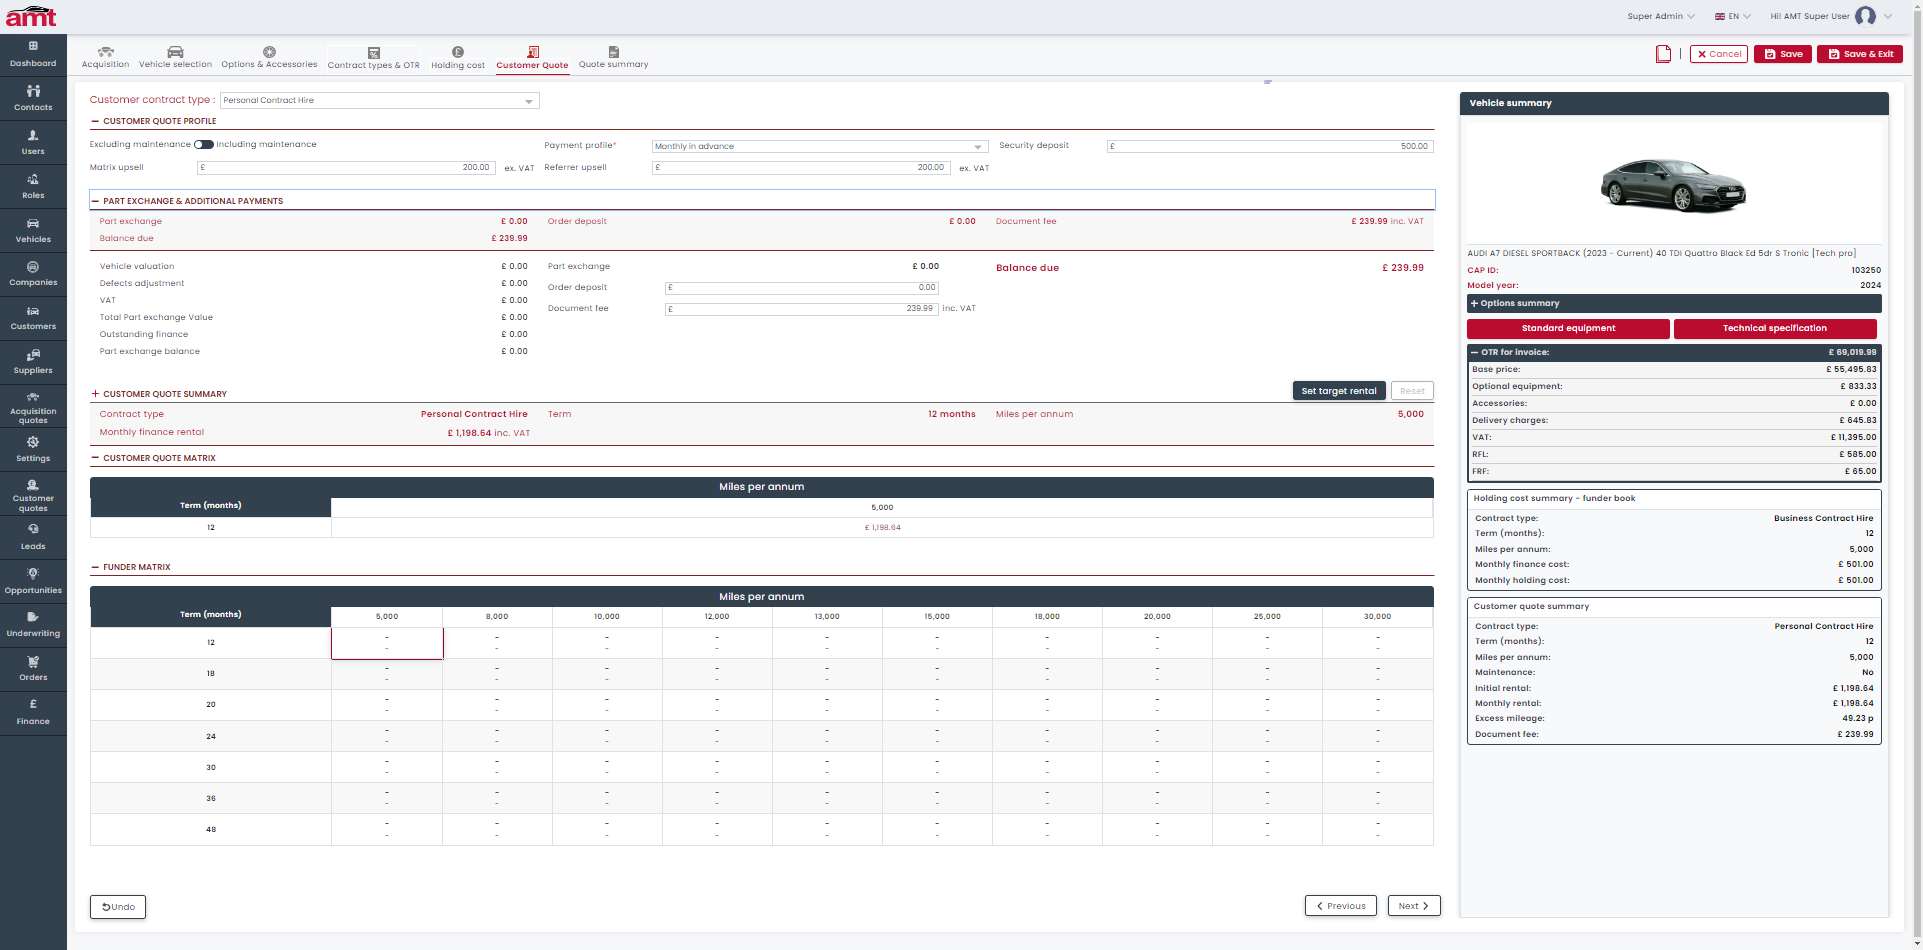 amt
Super Admin
EN
Hi! AMT Super User
Dashboard
Contacts
Users
Roles
Vehicles
Companies
Customers
Suppliers
Acquisition
quotes
Settings
Customer
quotes
Leads
Opportunities
Underwriting
Orders
£
Finance
Acquisition
Vehicle selection
Options & Accessories
Contract types & OTR
Holding cost
Customer Quote
Quote summary
Cancel
Save
Save & Exit
Customer contract type : Personal Contract Hire
CUSTOMER QUOTE PROFILE
Excluding maintenance Including maintenance
Payment profile* Monthly in advance
Security deposit £ 500.00
Matrix upsell £ 200.00 ex. VAT
Referrer upsell £ 200.00 ex. VAT
PART EXCHANGE & ADDITIONAL PAYMENTS
Part exchange £ 0.00 Order deposit £ 0.00 Document fee £ 239.99 inc. VAT
Balance due £ 239.99
Vehicle valuation £ 0.00
Defects adjustment £ 0.00
VAT £ 0.00
Total Part exchange Value £ 0.00
Outstanding finance £ 0.00
Part exchange balance £ 0.00
Part exchange £ 0.00
Order deposit £ 0.00
Document fee £ 239.99 inc. VAT
Balance due £ 239.99
CUSTOMER QUOTE SUMMARY
Set target rental
Reset
Contract type Personal Contract Hire Term 12 months Miles per annum 5,000
Monthly finance rental £ 1,198.64 inc. VAT
CUSTOMER QUOTE MATRIX
Miles per annum
Term (months) 5,000
12 £ 1,198.64
FUNDER MATRIX
Miles per annum
Term (months) 5,000 8,000 10,000 12,000 13,000 15,000 18,000 20,000 25,000 30,000
12 - - - - - - - - - -
- - - - - - - - - -
18 - - - - - - - - - -
- - - - - - - - - -
20 - - - - - - - - - -
- - - - - - - - - -
24 - - - - - - - - - -
- - - - - - - - - -
30 - - - - - - - - - -
- - - - - - - - - -
36 - - - - - - - - - -
- - - - - - - - - -
48 - - - - - - - - - -
- - - - - - - - - -
Undo
Previous
Next
Vehicle summary
AUDI A7 DIESEL SPORTBACK (2023 - Current) 40 TDI Quattro Black Ed 5dr S Tronic [Tech pro]
CAP ID: 103250
Model year: 2024
Options summary
Standard equipment
Technical specification
OTR for invoice: £ 69,019.99
Base price: £ 55,495.83
Optional equipment: £ 833.33
Accessories: £ 0.00
Delivery charges: £ 645.83
VAT: £ 11,395.00
RFL: £ 585.00
FRF: £ 65.00
Holding cost summary - funder book
Contract type: Business Contract Hire
Term (months): 12
Miles per annum: 5,000
Monthly finance cost: £ 501.00
Monthly holding cost: £ 501.00
Customer quote summary
Contract type: Personal Contract Hire
Term (months): 12
Miles per annum: 5,000
Maintenance: No
Initial rental: £ 1,198.64
Monthly rental: £ 1,198.64
Excess mileage: 49.23 p
Document fee: £ 239.99